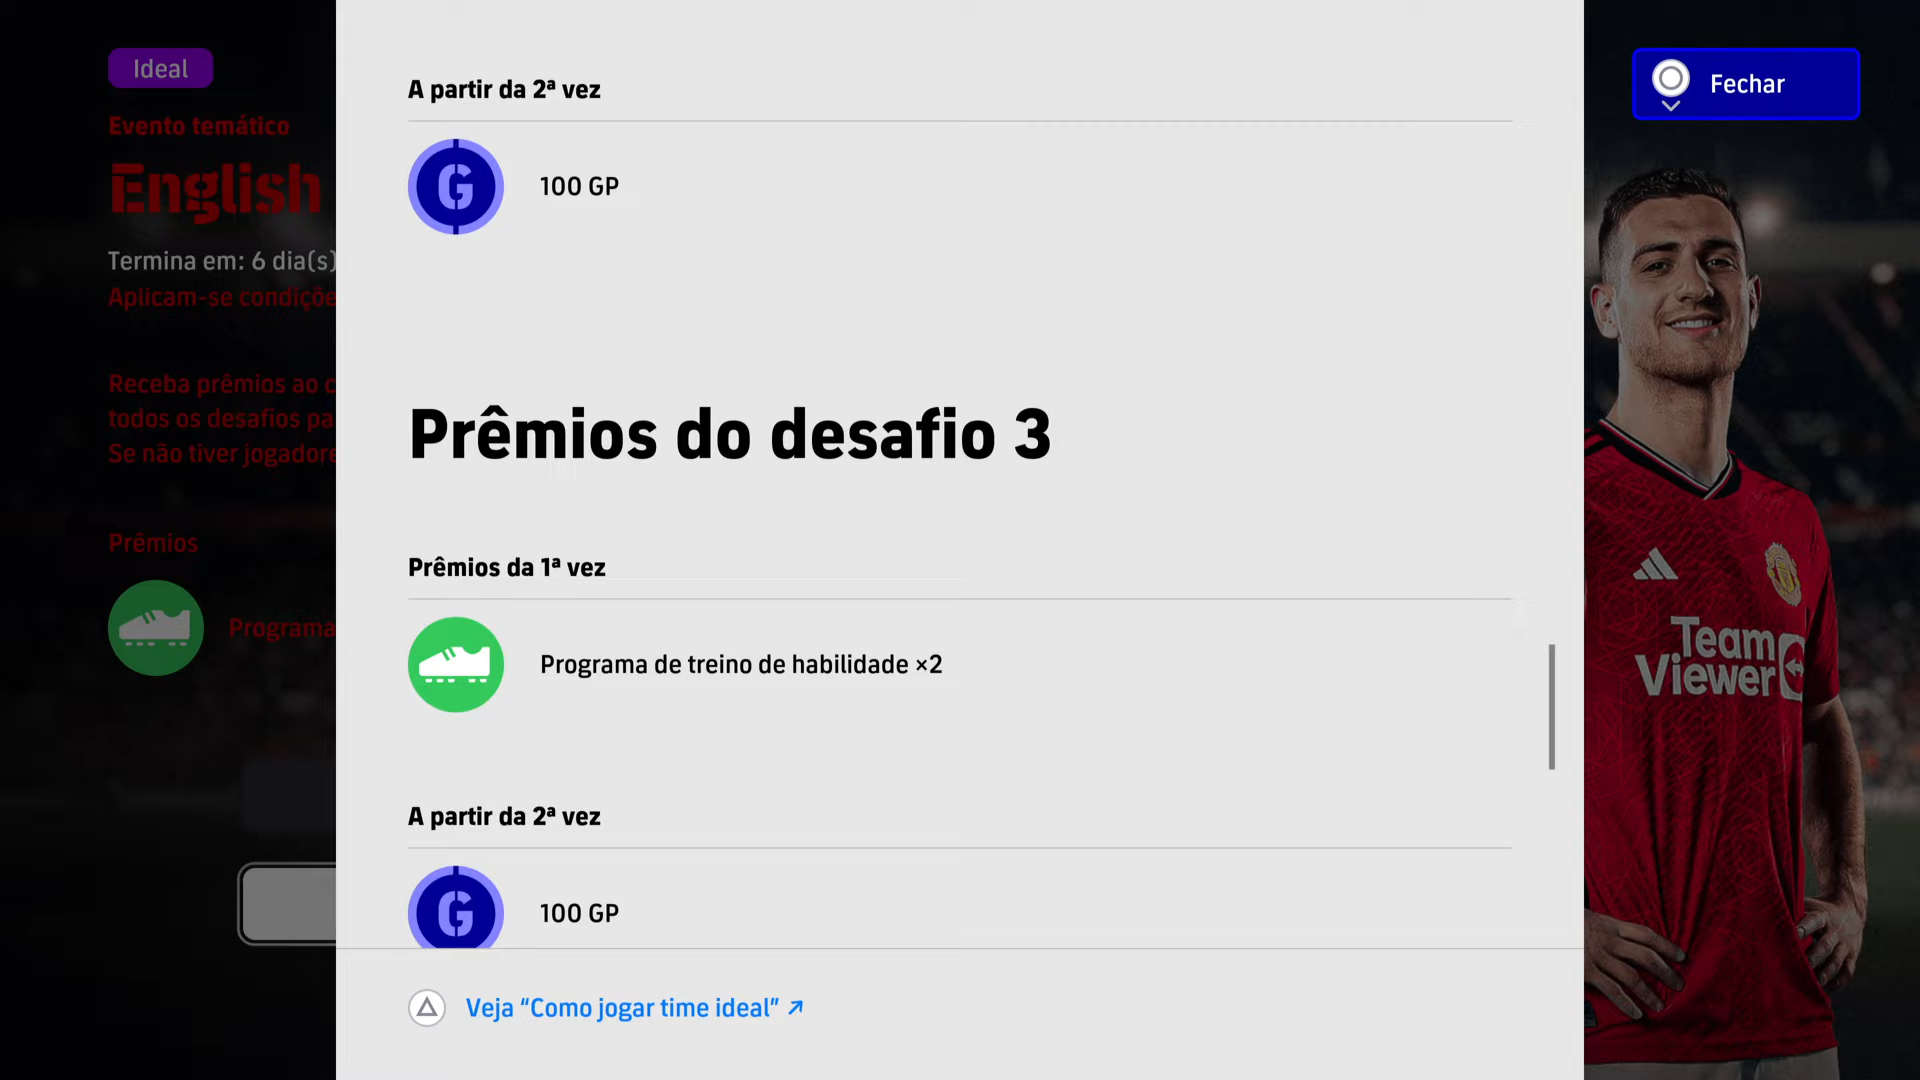 Ideal
Evento temático
English
Termina em: 6 dia(s)
Aplicam-se condiçõe
Receba prêmios ao c
todos os desafios pa
Se não tiver jogadore
Prêmios
Programa
A partir da 2ª vez
G
100 GP
Prêmios do desafio 3
Prêmios da 1ª vez
Programa de treino de habilidade ×2
A partir da 2ª vez
G
100 GP
Veja “Como jogar time ideal” ↗
Fechar
Team
Viewer